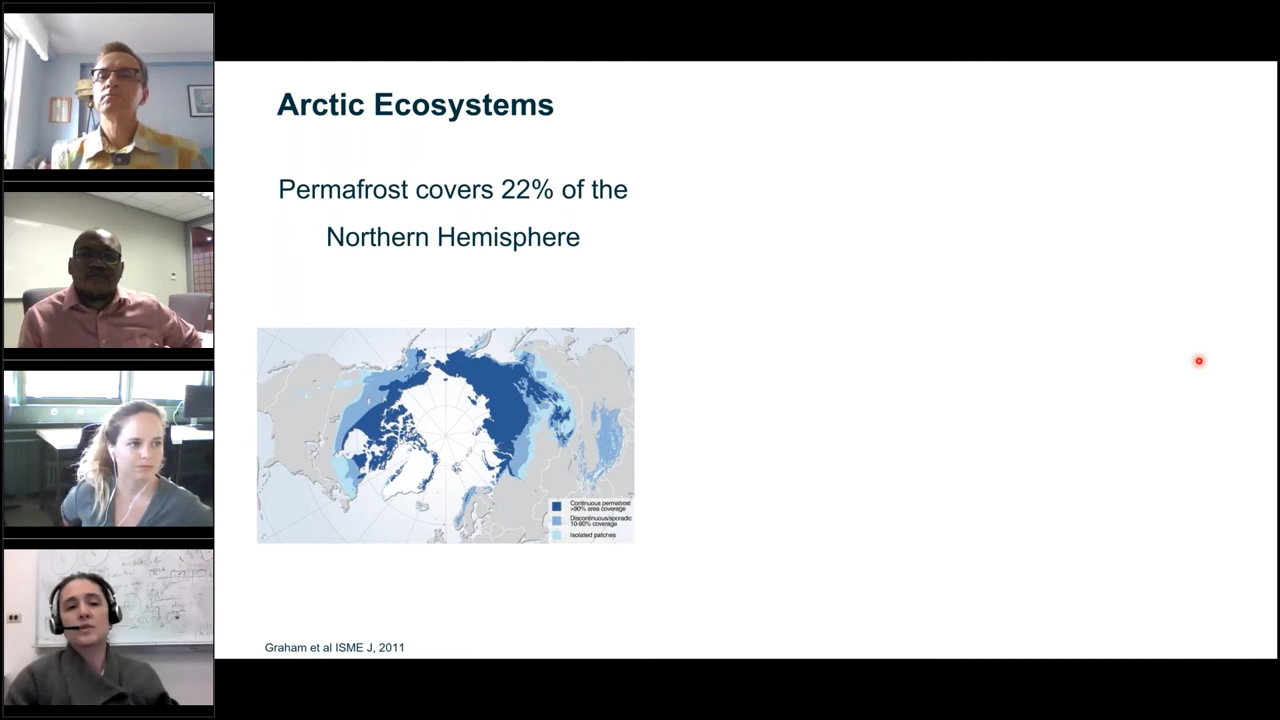 Arctic Ecosystems
Permafrost covers 22% of the
Northern Hemisphere
Continuous permafrost
>90% area coverage
Discontinuous/sporadic
10-90% coverage
Isolated patches
Graham et al ISME J, 2011